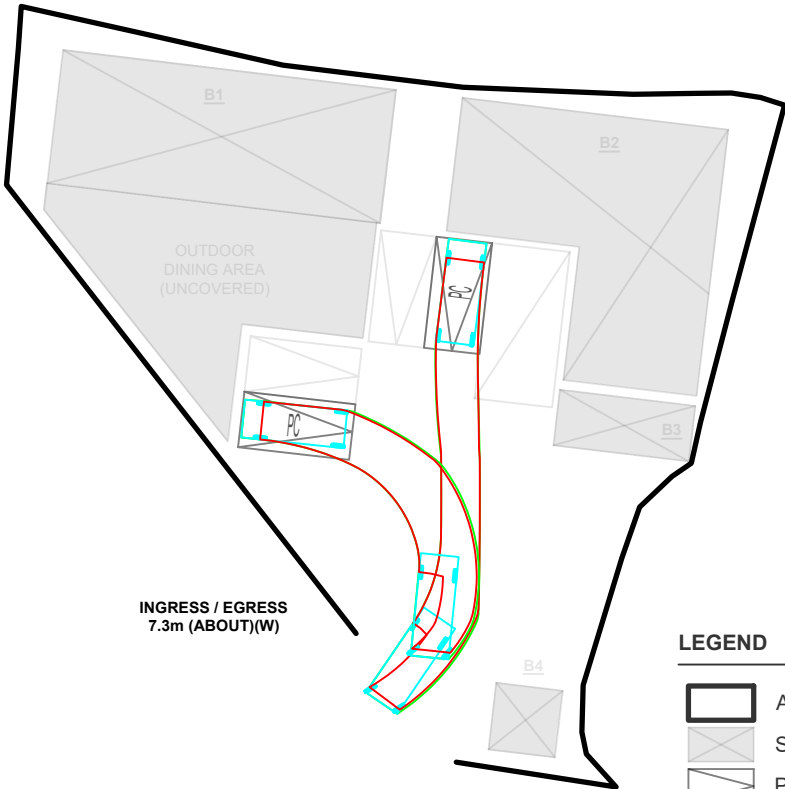 B1
B2
OUTDOOR
DINING AREA
(UNCOVERED)
PC
PC
B3
INGRESS / EGRESS
7.3m (ABOUT)(W)
B4
LEGEND
A
S
P